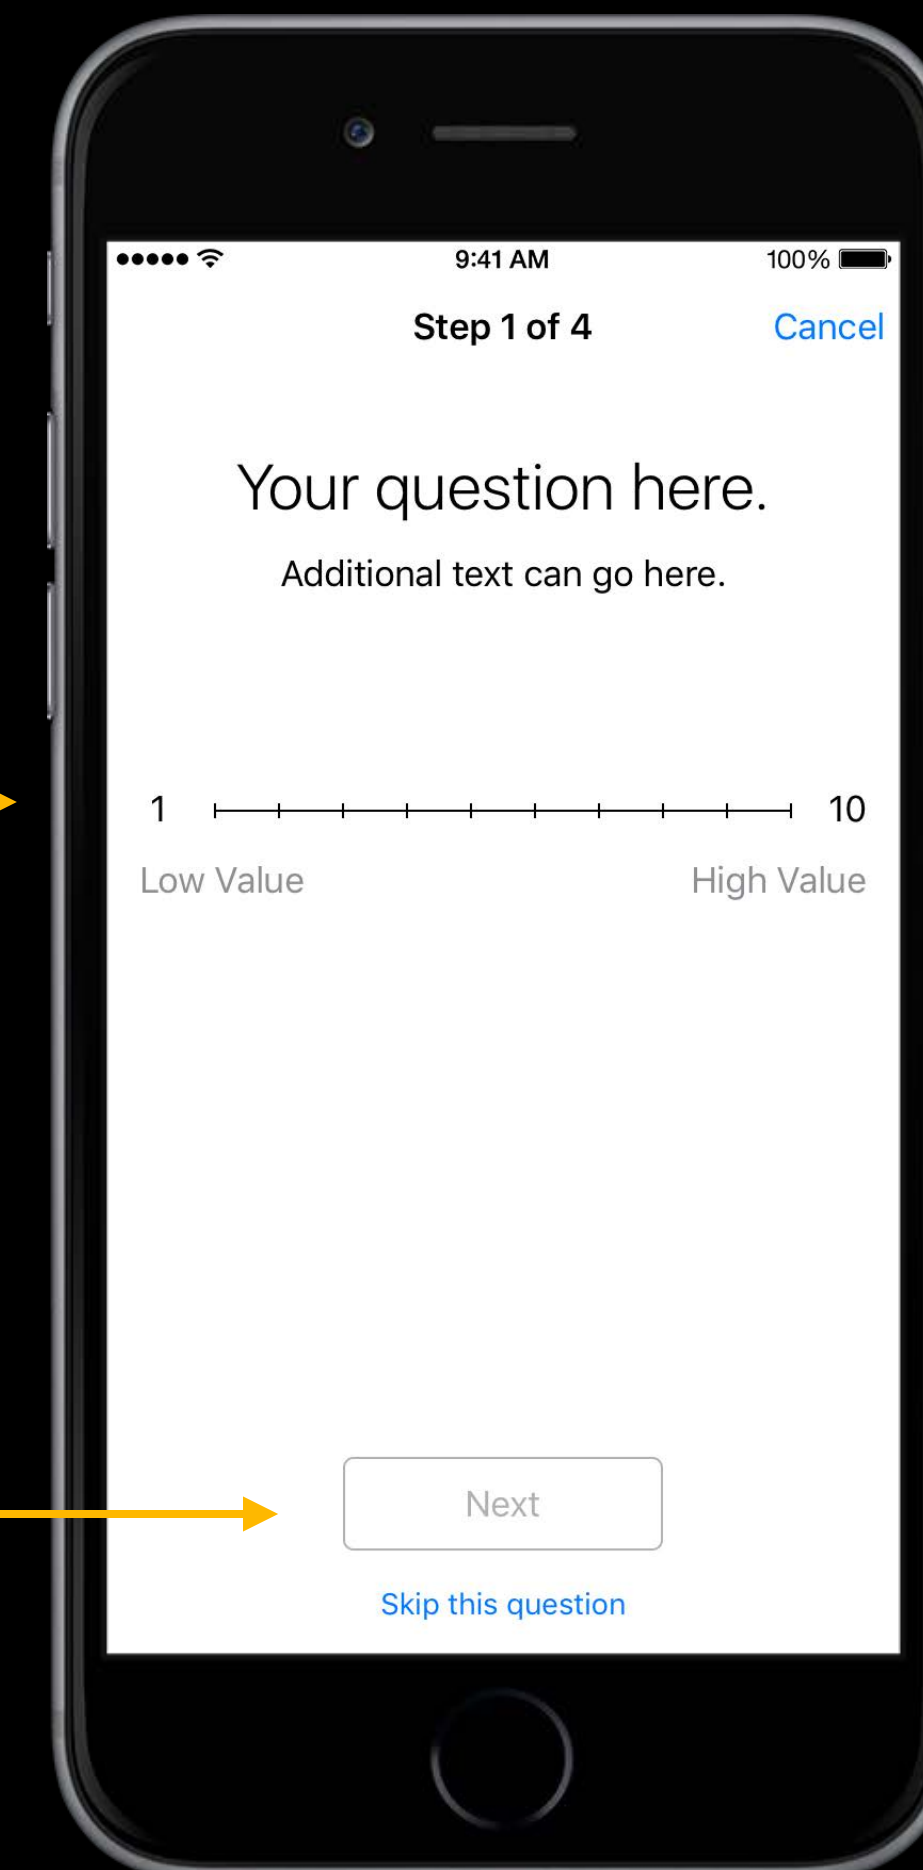 9:41 AM 100%
Step 1 of 4 Cancel
Your question here.
Additional text can go here.
1 10
Low Value High Value
Next
Skip this question